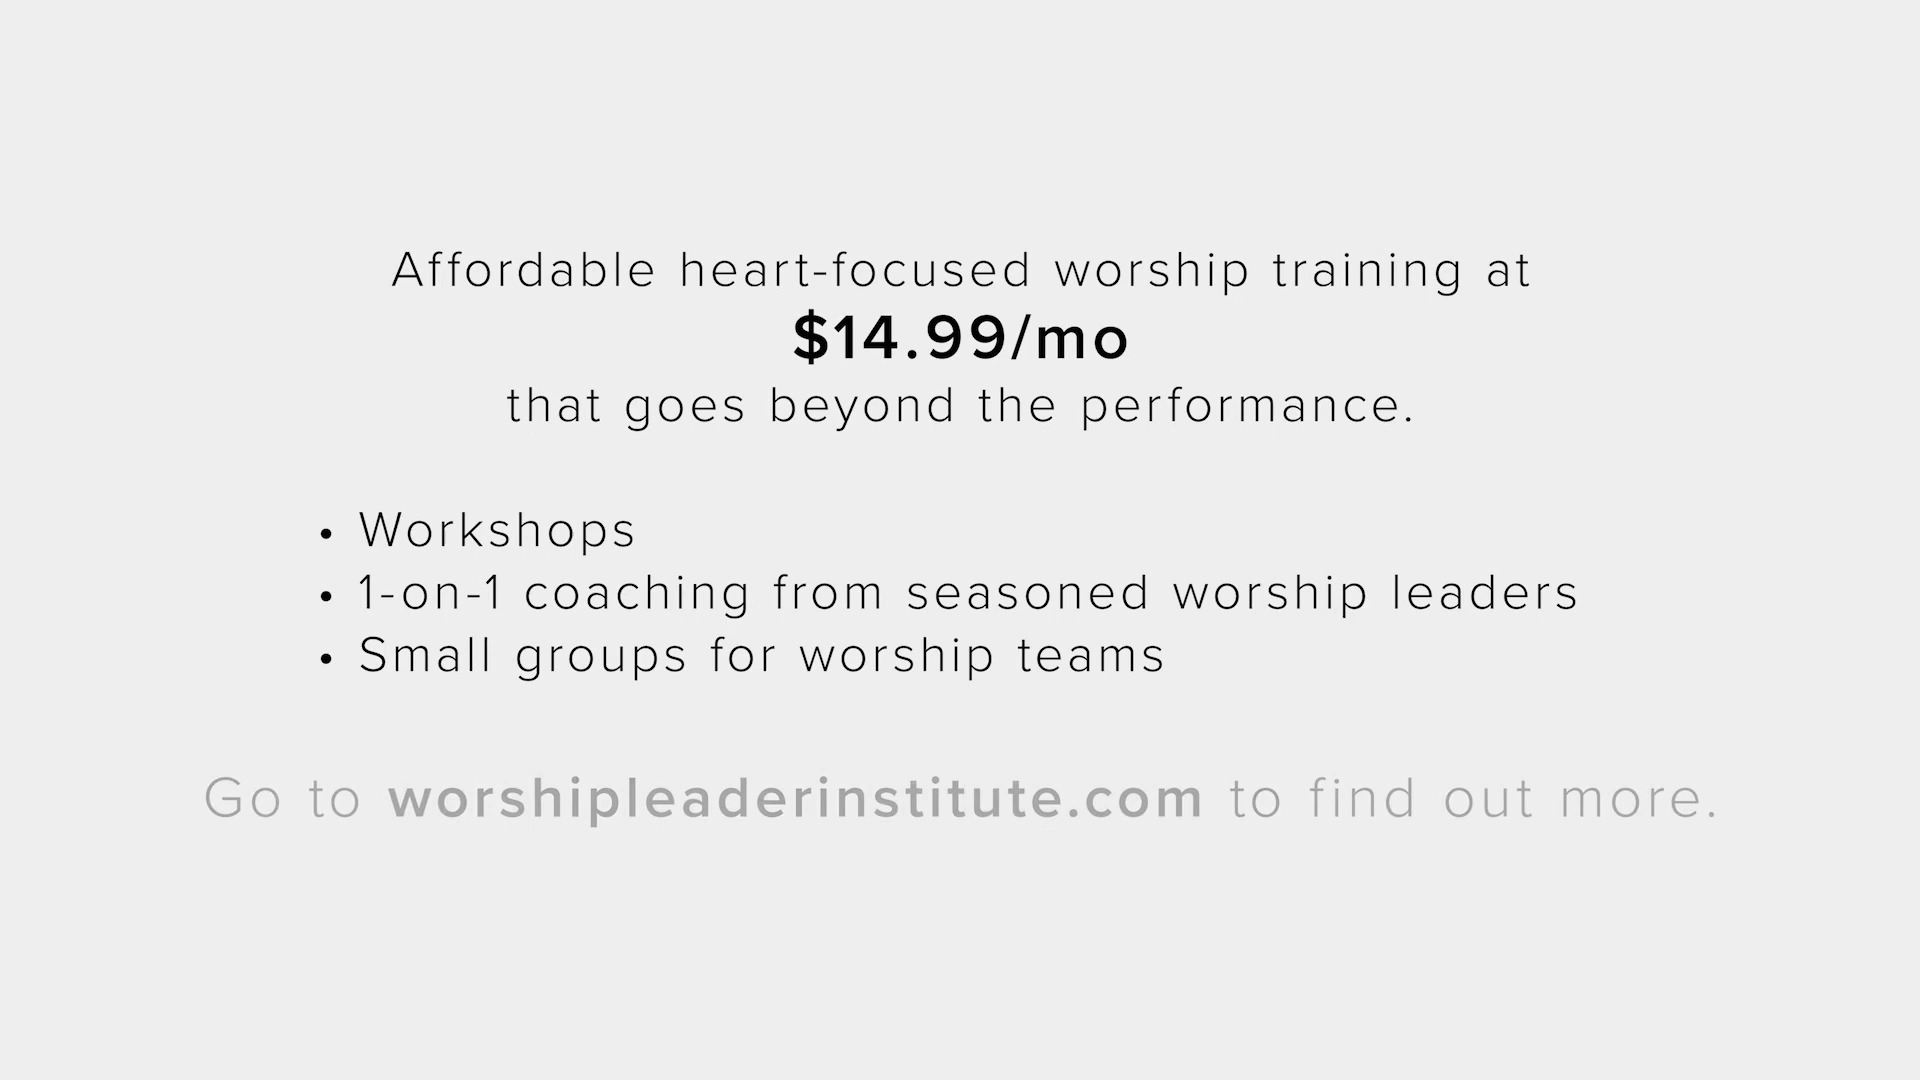 Affordable heart-focused worship training at
$14.99/mo
that goes beyond the performance.
• Workshops
• 1-on-1 coaching from seasoned worship leaders
• Small groups for worship teams
Go to worshipleaderinstitute.com to find out more.